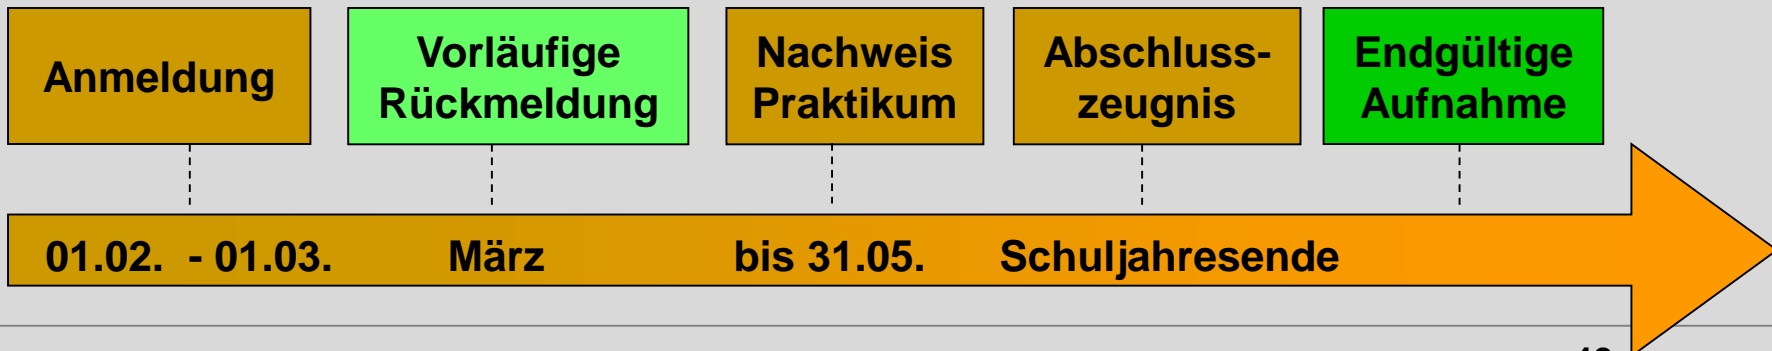 Anmeldung
Vorläufige
Rückmeldung
Nachweis
Praktikum
Abschluss-
zeugnis
Endgültige
Aufnahme
01.02. - 01.03. März bis 31.05. Schuljahresende